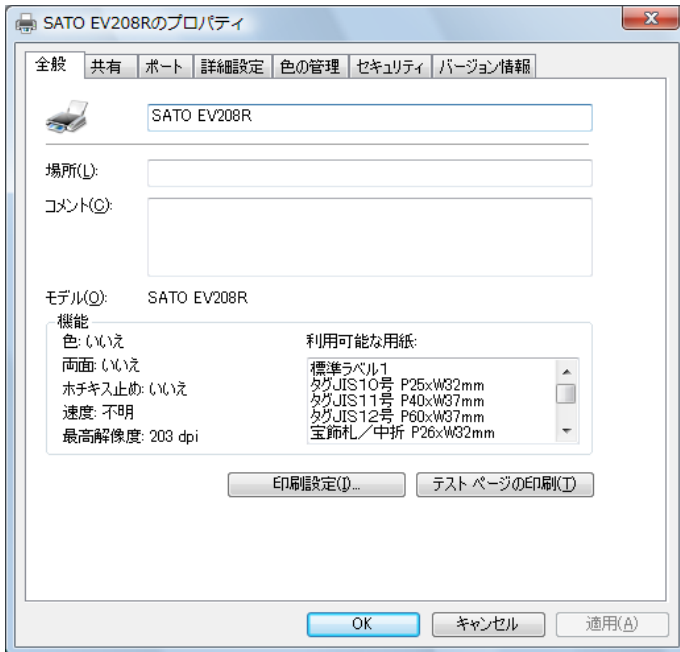 SATO EV208Rのプロパティ
全般 共有 ポート 詳細設定 色の管理 セキュリティ バージョン情報
SATO EV208R
場所(L):
コメント(C):
モデル(O): SATO EV208R
機能
色: いいえ
両面: いいえ
ホチキス止め: いいえ
速度: 不明
最高解像度: 203 dpi
利用可能な用紙:
標準ラベル1
タグJIS10号 P25xW32mm
タグJIS11号 P40xW37mm
タグJIS12号 P60xW37mm
宝飾札／中折 P26xW32mm
印刷設定(I)... テスト ページの印刷(T)
OK キャンセル 適用(A)